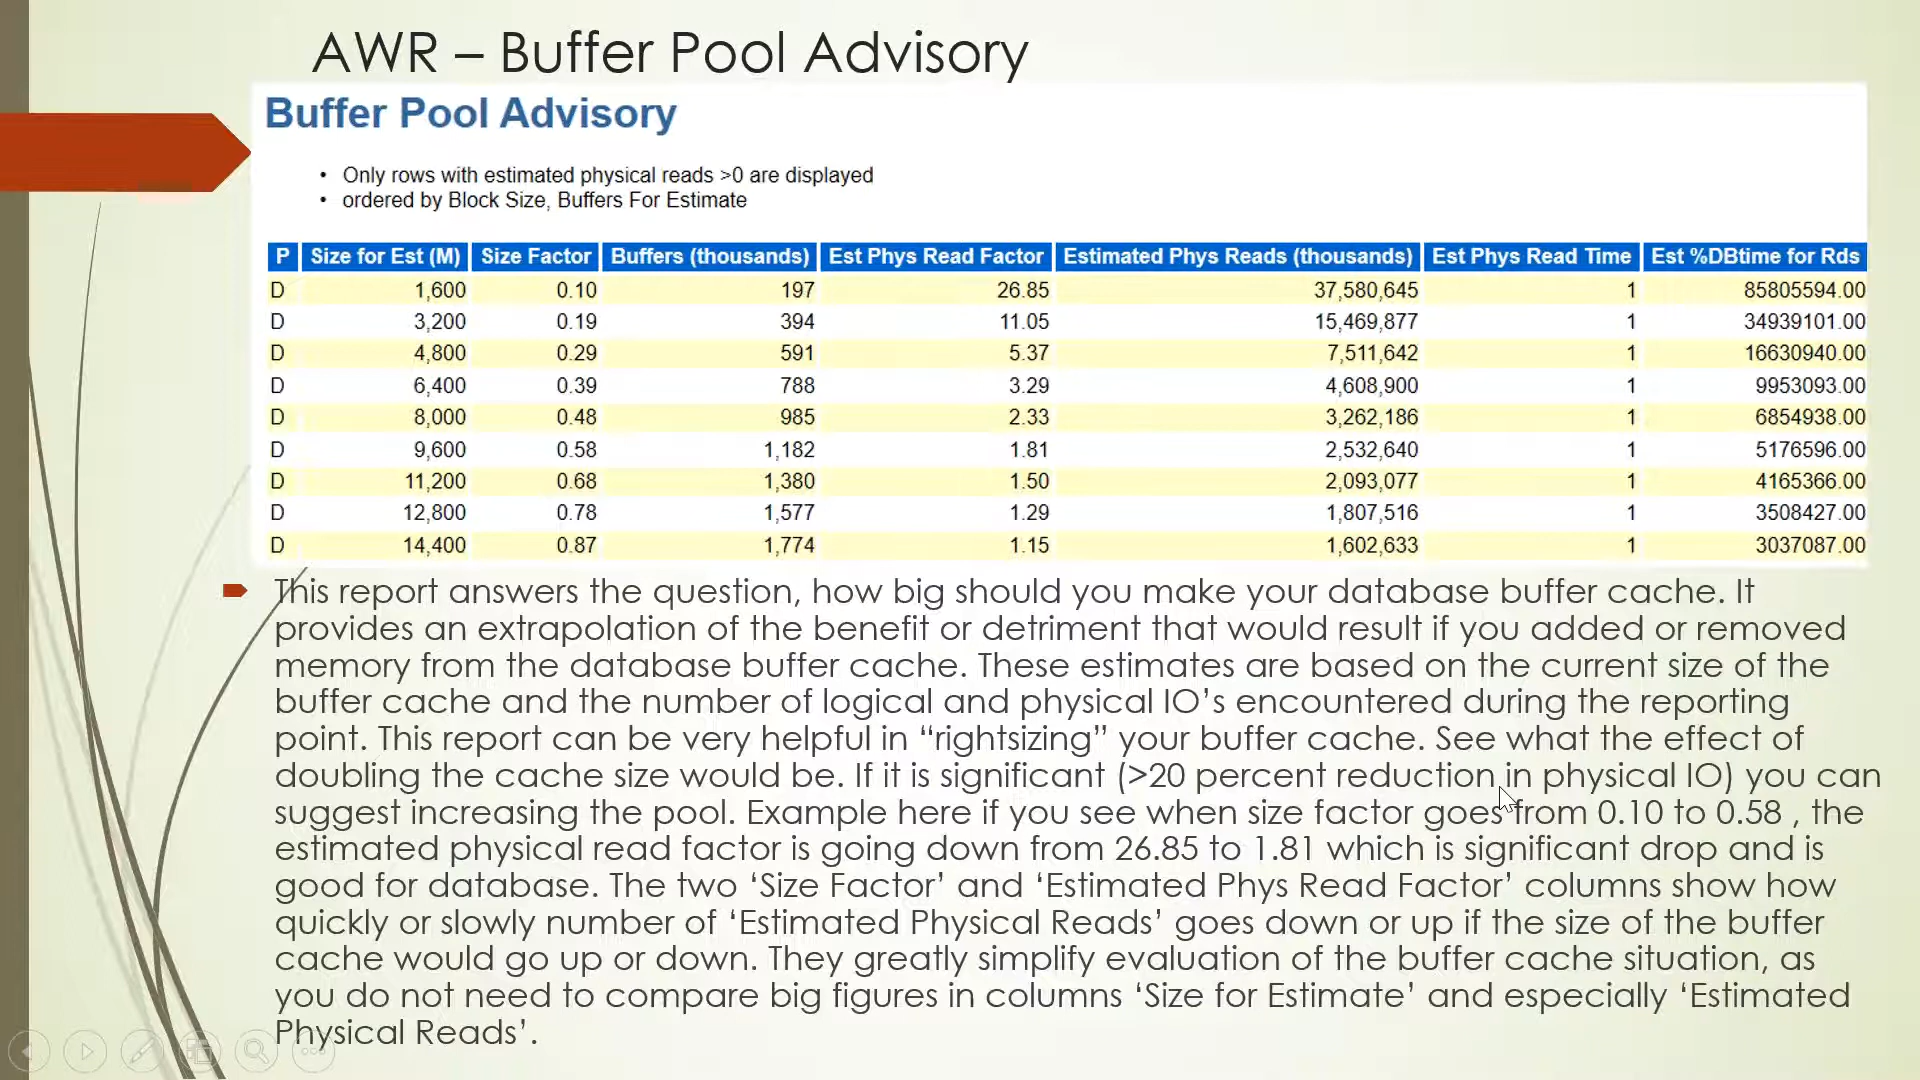 AWR – Buffer Pool Advisory
Buffer Pool Advisory
• Only rows with estimated physical reads >0 are displayed
• ordered by Block Size, Buffers For Estimate
P Size for Est (M) Size Factor Buffers (thousands) Est Phys Read Factor Estimated Phys Reads (thousands) Est Phys Read Time Est %DBtime for Rds
D 1,600 0.10 197 26.85 37,580,645 1 85805594.00
D 3,200 0.19 394 11.05 15,469,877 1 34939101.00
D 4,800 0.29 591 5.37 7,511,642 1 16630940.00
D 6,400 0.39 788 3.29 4,608,900 1 9953093.00
D 8,000 0.48 985 2.33 3,262,186 1 6854938.00
D 9,600 0.58 1,182 1.81 2,532,640 1 5176596.00
D 11,200 0.68 1,380 1.50 2,093,077 1 4165366.00
D 12,800 0.78 1,577 1.29 1,807,516 1 3508427.00
D 14,400 0.87 1,774 1.15 1,602,633 1 3037087.00
This report answers the question, how big should you make your database buffer cache. It
provides an extrapolation of the benefit or detriment that would result if you added or removed
memory from the database buffer cache. These estimates are based on the current size of the
buffer cache and the number of logical and physical IO’s encountered during the reporting
point. This report can be very helpful in “rightsizing” your buffer cache. See what the effect of
doubling the cache size would be. If it is significant (>20 percent reduction in physical IO) you can
suggest increasing the pool. Example here if you see when size factor goes from 0.10 to 0.58 , the
estimated physical read factor is going down from 26.85 to 1.81 which is significant drop and is
good for database. The two ‘Size Factor’ and ‘Estimated Phys Read Factor’ columns show how
quickly or slowly number of ‘Estimated Physical Reads’ goes down or up if the size of the buffer
cache would go up or down. They greatly simplify evaluation of the buffer cache situation, as
you do not need to compare big figures in columns ‘Size for Estimate’ and especially ‘Estimated
Physical Reads’.